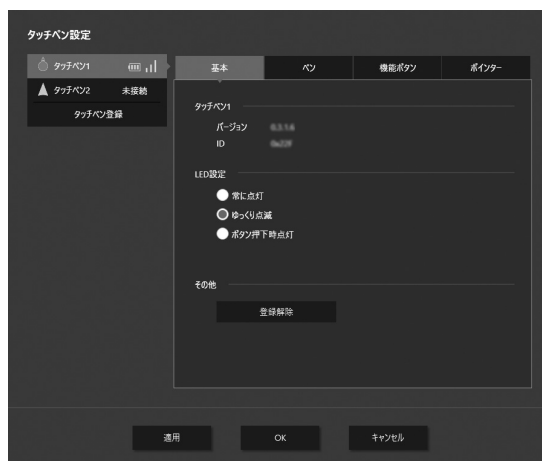 タッチペン設定
タッチペン1
タッチペン2 未接続
タッチペン登録
基本 ペン 機能ボタン ポインター
タッチペン1
バージョン
ID
LED設定
常に点灯
ゆっくり点滅
ボタン押下時点灯
その他
登録解除
適用 OK キャンセル